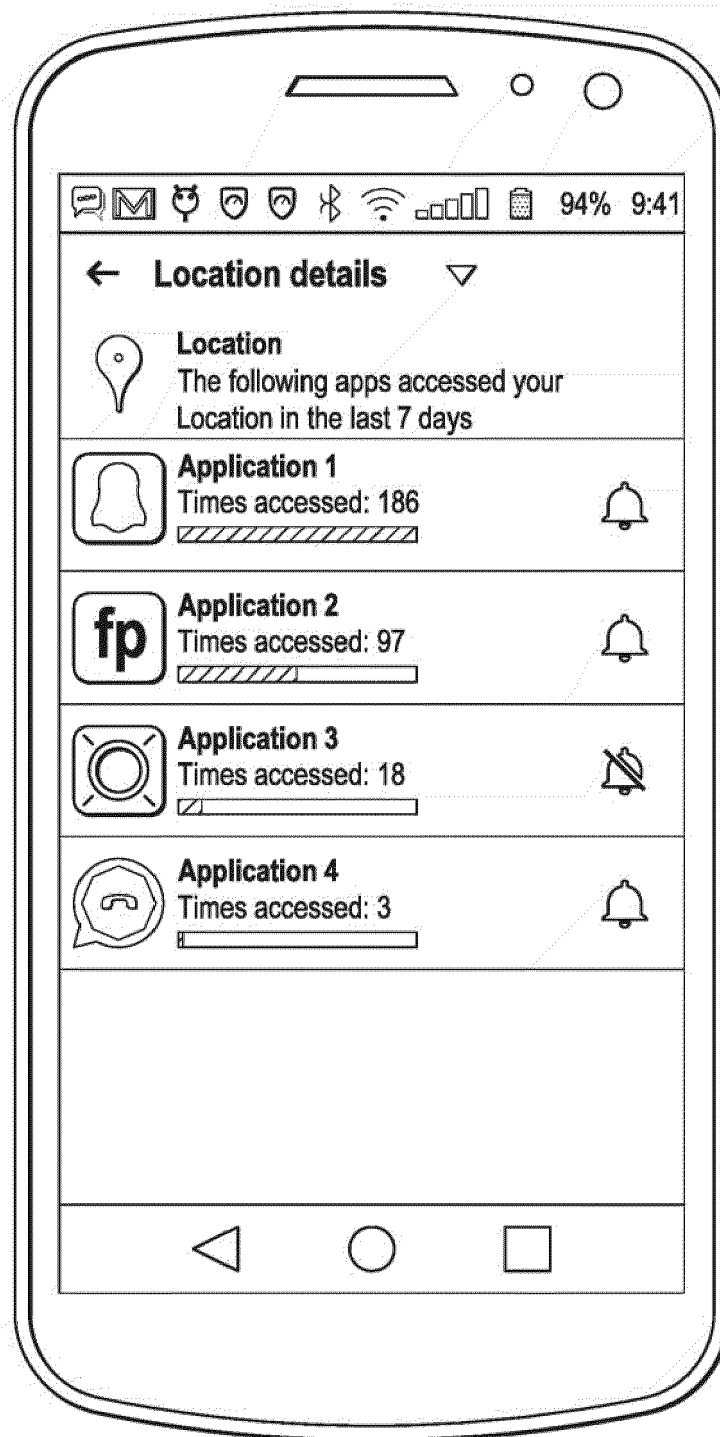 94% 9:41
Location details
Location
The following apps accessed your
Location in the last 7 days
Application 1
Times accessed: 186
fp
Application 2
Times accessed: 97
Application 3
Times accessed: 18
Application 4
Times accessed: 3